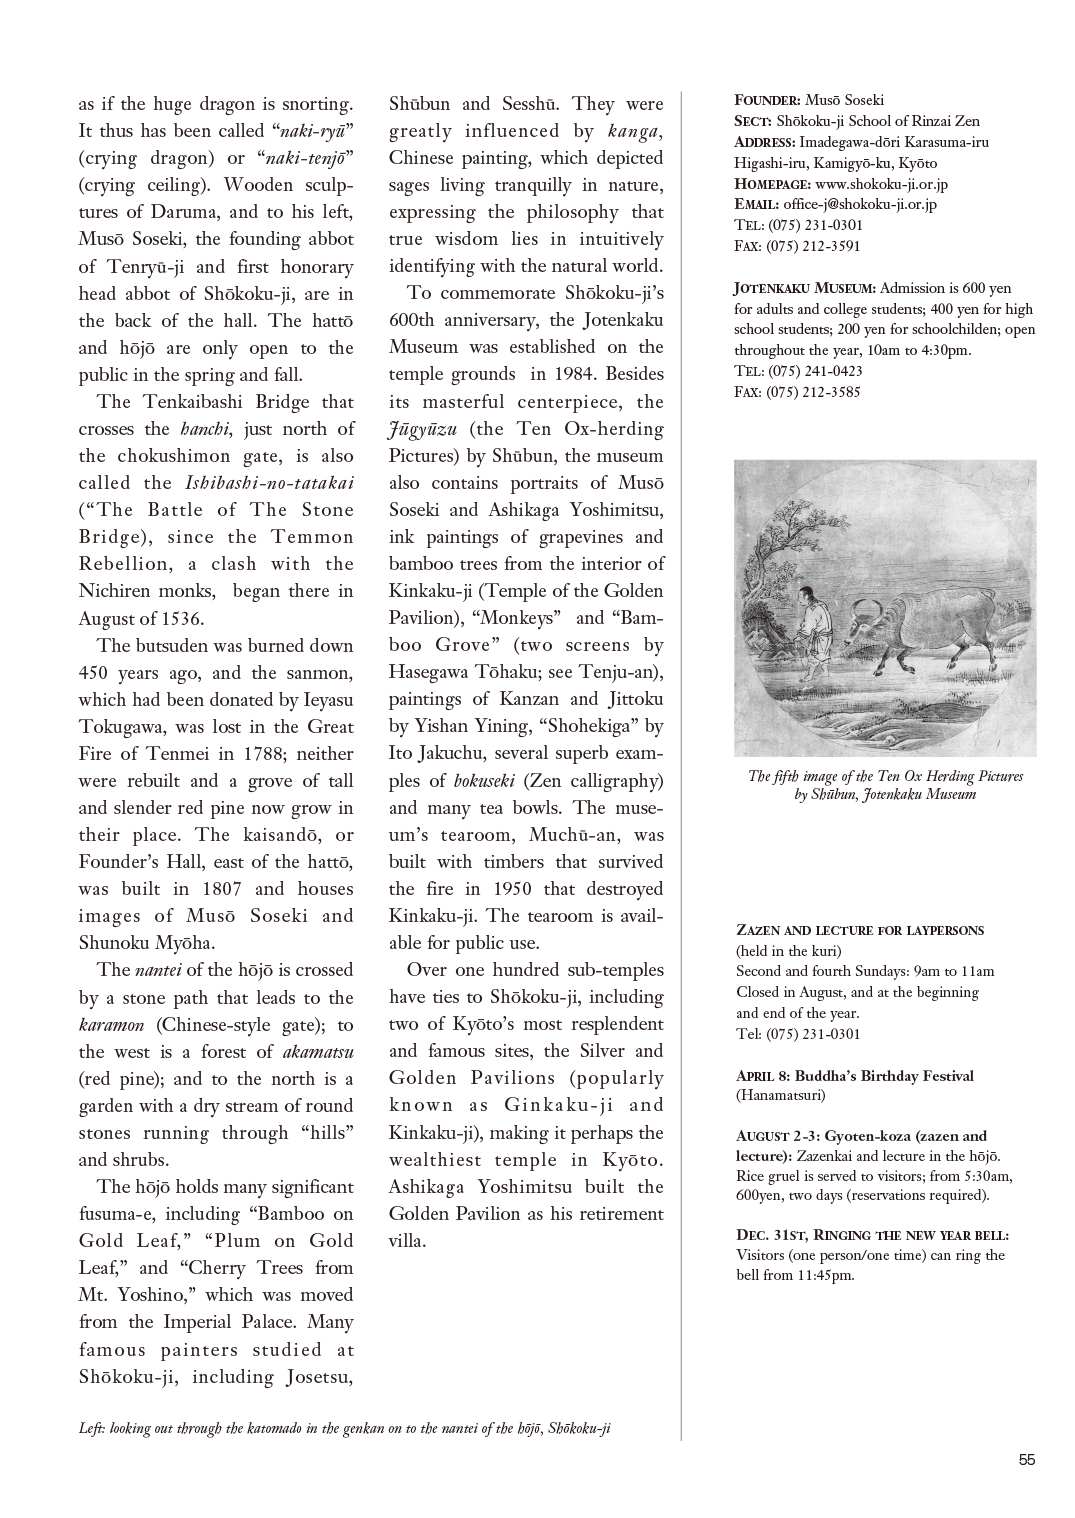 as if the huge dragon is snorting.
It thus has been called “naki-ryū”
(crying dragon) or “naki-tenjō”
(crying ceiling). Wooden sculp-
tures of Daruma, and to his left,
Musō Soseki, the founding abbot
of Tenryū-ji and first honorary
head abbot of Shōkoku-ji, are in
the back of the hall. The hattō
and hōjō are only open to the
public in the spring and fall.
The Tenkaibashi Bridge that
crosses the hanchi, just north of
the chokushimon gate, is also
called the Ishibashi-no-tatakai
(“The Battle of The Stone
Bridge), since the Temmon
Rebellion, a clash with the
Nichiren monks, began there in
August of 1536.
The butsuden was burned down
450 years ago, and the sanmon,
which had been donated by Ieyasu
Tokugawa, was lost in the Great
Fire of Tenmei in 1788; neither
were rebuilt and a grove of tall
and slender red pine now grow in
their place. The kaisandō, or
Founder’s Hall, east of the hattō,
was built in 1807 and houses
images of Musō Soseki and
Shunoku Myōha.
The nantei of the hōjō is crossed
by a stone path that leads to the
karamon (Chinese-style gate); to
the west is a forest of akamatsu
(red pine); and to the north is a
garden with a dry stream of round
stones running through “hills”
and shrubs.
The hōjō holds many significant
fusuma-e, including “Bamboo on
Gold Leaf,” “Plum on Gold
Leaf,” and “Cherry Trees from
Mt. Yoshino,” which was moved
from the Imperial Palace. Many
famous painters studied at
Shōkoku-ji, including Josetsu,
Shūbun and Sesshū. They were
greatly influenced by kanga,
Chinese painting, which depicted
sages living tranquilly in nature,
expressing the philosophy that
true wisdom lies in intuitively
identifying with the natural world.
To commemorate Shōkoku-ji’s
600th anniversary, the Jotenkaku
Museum was established on the
temple grounds in 1984. Besides
its masterful centerpiece, the
Jūgyūzu (the Ten Ox-herding
Pictures) by Shūbun, the museum
also contains portraits of Musō
Soseki and Ashikaga Yoshimitsu,
ink paintings of grapevines and
bamboo trees from the interior of
Kinkaku-ji (Temple of the Golden
Pavilion), “Monkeys” and “Bam-
boo Grove” (two screens by
Hasegawa Tōhaku; see Tenju-an),
paintings of Kanzan and Jittoku
by Yishan Yining, “Shohekiga” by
Ito Jakuchu, several superb exam-
ples of bokuseki (Zen calligraphy)
and many tea bowls. The muse-
um’s tearoom, Muchū-an, was
built with timbers that survived
the fire in 1950 that destroyed
Kinkaku-ji. The tearoom is avail-
able for public use.
Over one hundred sub-temples
have ties to Shōkoku-ji, including
two of Kyōto’s most resplendent
and famous sites, the Silver and
Golden Pavilions (popularly
known as Ginkaku-ji and
Kinkaku-ji), making it perhaps the
wealthiest temple in Kyōto.
Ashikaga Yoshimitsu built the
Golden Pavilion as his retirement
villa.
Left: looking out through the katomado in the genkan on to the nantei of the hōjō, Shōkoku-ji
FOUNDER: Musō Soseki
SECT: Shōkoku-ji School of Rinzai Zen
ADDRESS: Imadegawa-dōri Karasuma-iru
Higashi-iru, Kamigyō-ku, Kyōto
HOMEPAGE: www.shokoku-ji.or.jp
EMAIL: office-j@shokoku-ji.or.jp
TEL: (075) 231-0301
FAX: (075) 212-3591
JOTENKAKU MUSEUM: Admission is 600 yen
for adults and college students; 400 yen for high
school students; 200 yen for schoolchilden; open
throughout the year, 10am to 4:30pm.
TEL: (075) 241-0423
FAX: (075) 212-3585
The fifth image of the Ten Ox Herding Pictures
by Shūbun, Jotenkaku Museum
ZAZEN AND LECTURE FOR LAYPERSONS
(held in the kuri)
Second and fourth Sundays: 9am to 11am
Closed in August, and at the beginning
and end of the year.
Tel: (075) 231-0301
APRIL 8: Buddha’s Birthday Festival
(Hanamatsuri)
AUGUST 2-3: Gyoten-koza (zazen and
lecture): Zazenkai and lecture in the hōjō.
Rice gruel is served to visitors; from 5:30am,
600yen, two days (reservations required).
DEC. 31ST, RINGING THE NEW YEAR BELL:
Visitors (one person/one time) can ring the
bell from 11:45pm.
55